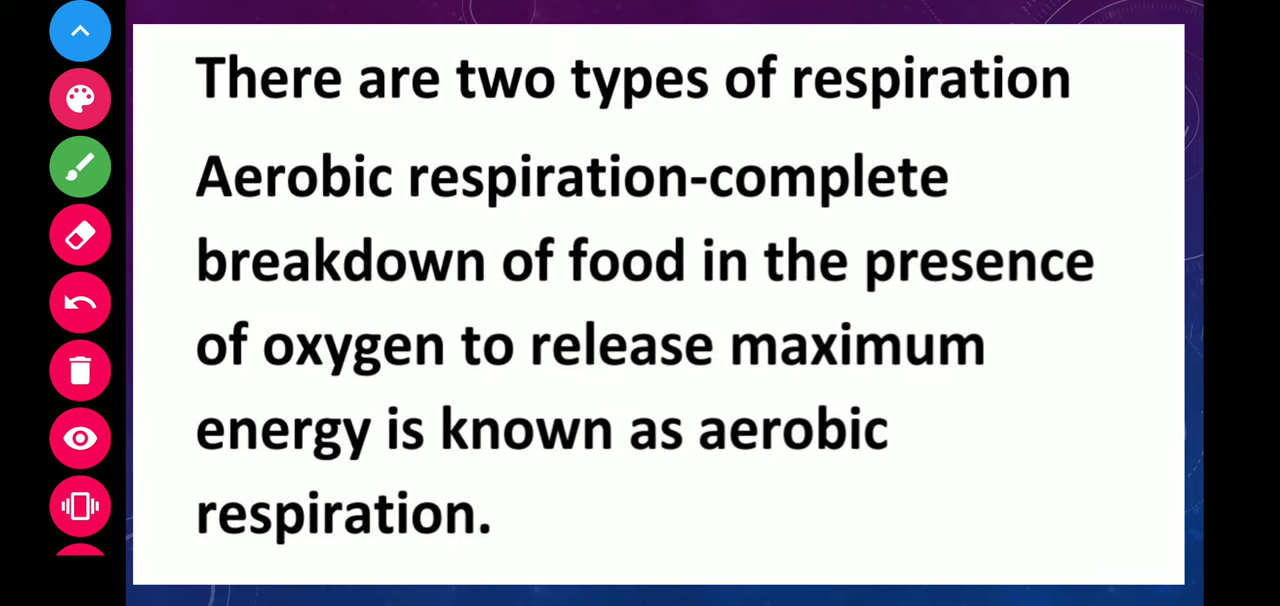 There are two types of respiration
Aerobic respiration-complete
breakdown of food in the presence
of oxygen to release maximum
energy is known as aerobic
respiration.